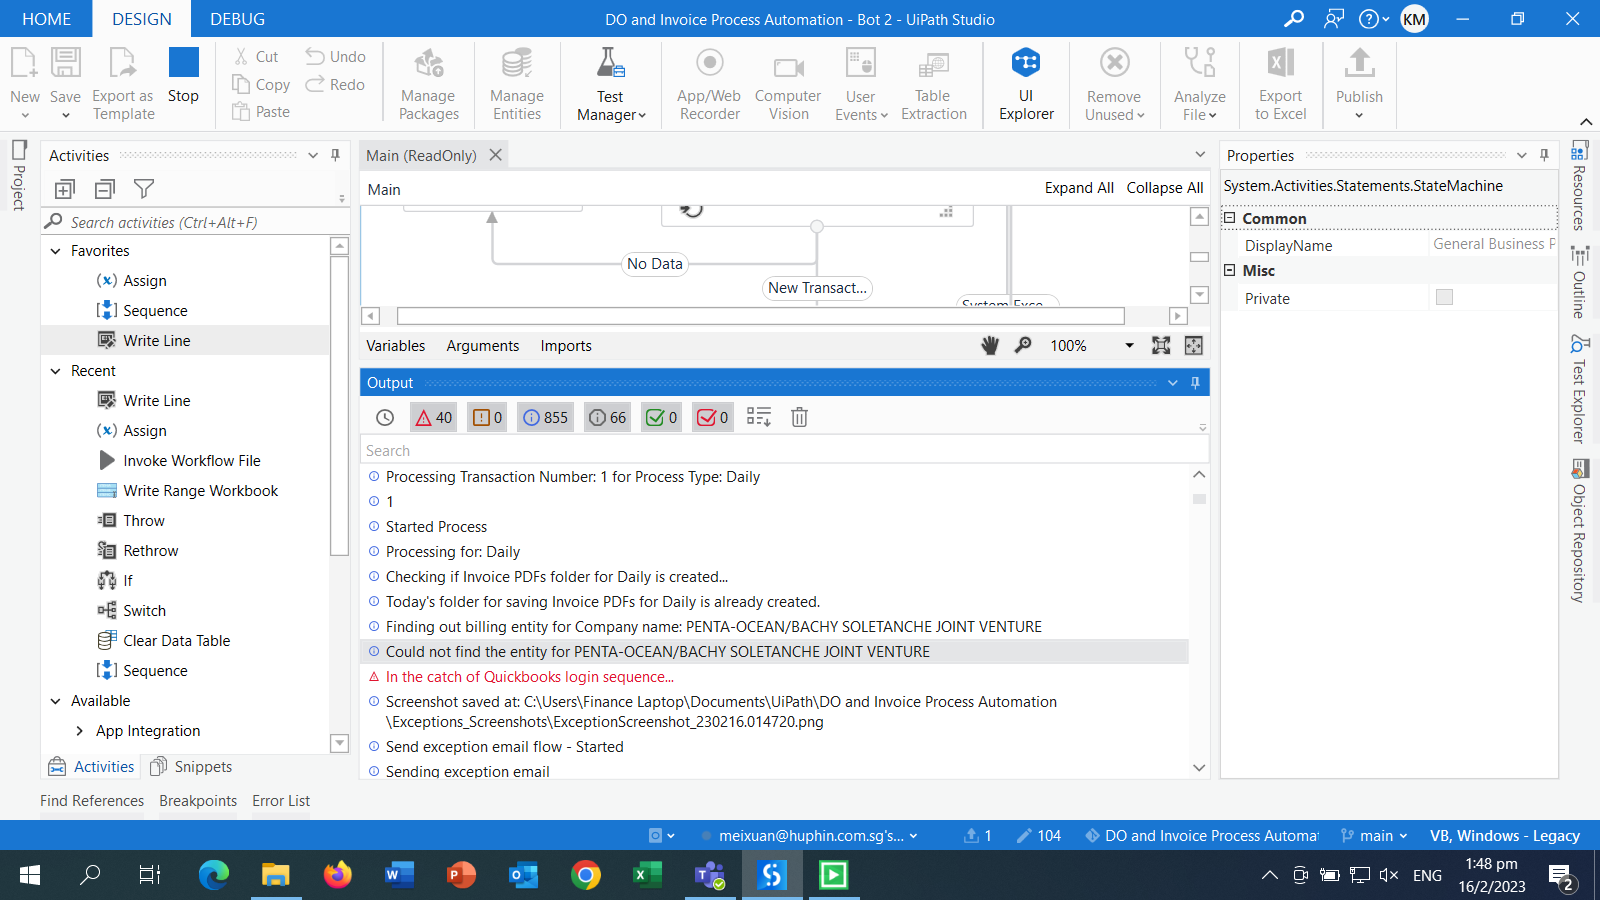 HOME
DESIGN
DEBUG
DO and Invoice Process Automation - Bot 2 - UiPath Studio
KM
New
Save
Export as
Template
Stop
Cut
Copy
Paste
Undo
Redo
Manage
Packages
Manage
Entities
Test
Manager
App/Web
Recorder
Computer
Vision
User
Events
Table
Extraction
UI
Explorer
Remove
Unused
Analyze
File
Export
to Excel
Publish
Project
Activities
Search activities (Ctrl+Alt+F)
Favorites
Assign
Sequence
Write Line
Recent
Write Line
Assign
Invoke Workflow File
Write Range Workbook
Throw
Rethrow
If
Switch
Clear Data Table
Sequence
Available
App Integration
Activities
Snippets
Main (ReadOnly)
Main
Expand All
Collapse All
No Data
New Transact...
System Exce...
Variables
Arguments
Imports
100%
Output
40
0
855
66
0
0
Search
Processing Transaction Number: 1 for Process Type: Daily
1
Started Process
Processing for: Daily
Checking if Invoice PDFs folder for Daily is created...
Today's folder for saving Invoice PDFs for Daily is already created.
Finding out billing entity for Company name: PENTA-OCEAN/BACHY SOLETANCHE JOINT VENTURE
Could not find the entity for PENTA-OCEAN/BACHY SOLETANCHE JOINT VENTURE
In the catch of Quickbooks login sequence...
Screenshot saved at: C:\Users\Finance Laptop\Documents\UiPath\DO and Invoice Process Automation
\Exceptions_Screenshots\ExceptionScreenshot_230216.014720.png
Send exception email flow - Started
Sending exception email
Properties
System.Activities.Statements.StateMachine
Common
DisplayName
General Business P
Misc
Private
Resources
Outline
Test Explorer
Object Repository
Find References
Breakpoints
Error List
meixuan@huphin.com.sg's...
1
104
DO and Invoice Process Automat
main
VB, Windows - Legacy
ENG
1:48 pm
16/2/2023
2